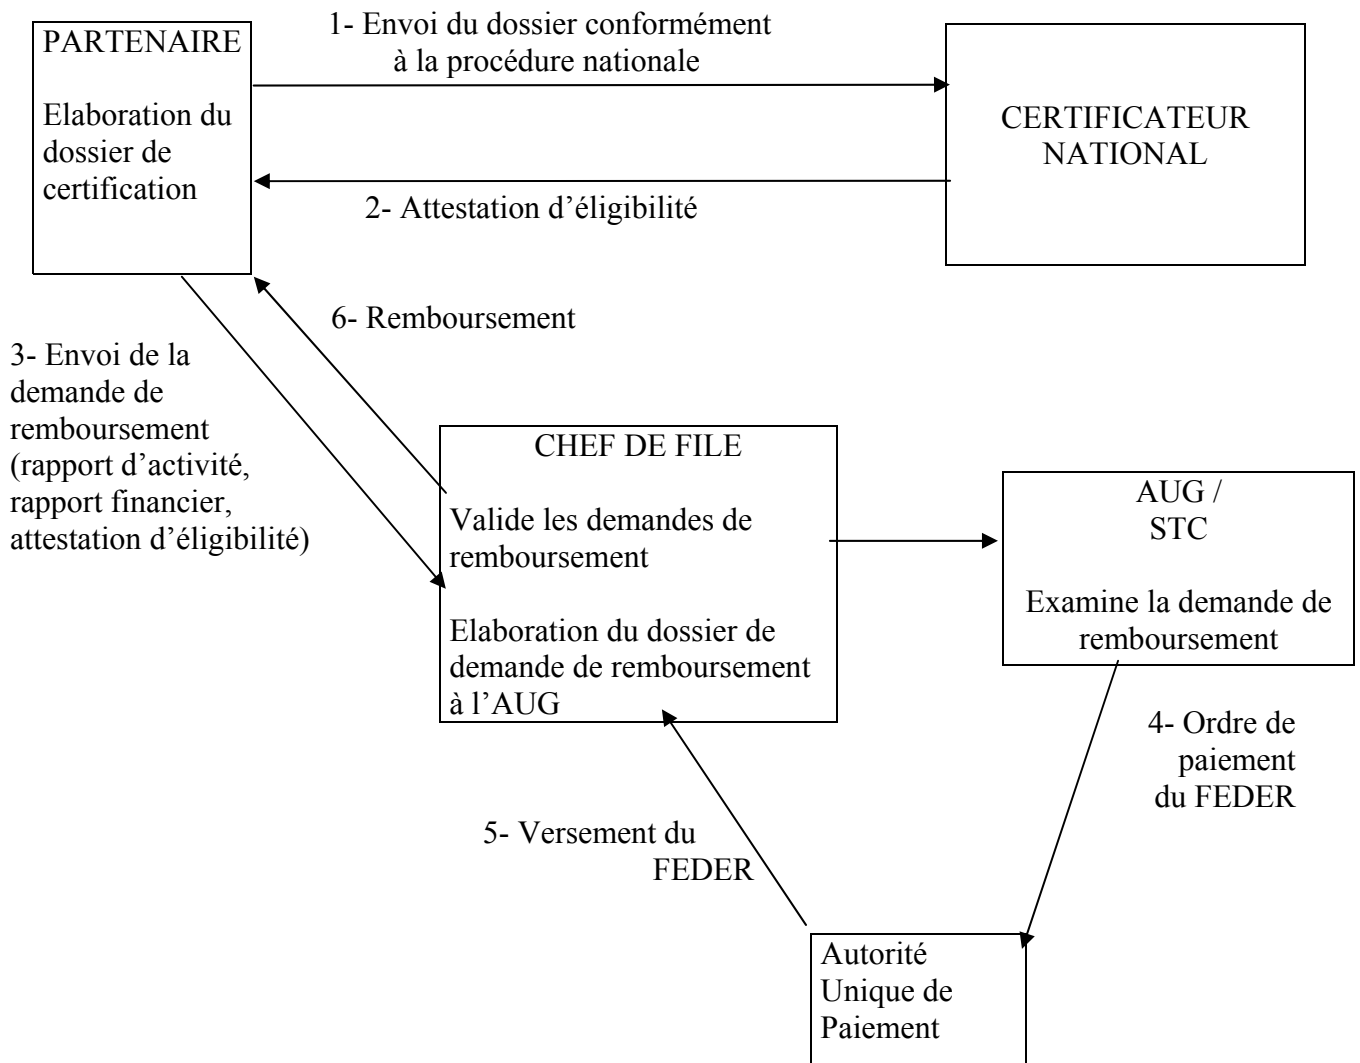 PARTENAIRE
Elaboration du
dossier de
certification
1- Envoi du dossier conformément
à la procédure nationale
CERTIFICATEUR
NATIONAL
2- Attestation d’éligibilité
6- Remboursement
3- Envoi de la
demande de
remboursement
(rapport d’activité,
rapport financier,
attestation d’éligibilité)
CHEF DE FILE
Valide les demandes de
remboursement
Elaboration du dossier de
demande de remboursement
à l’AUG
AUG /
STC
Examine la demande de
remboursement
4- Ordre de
paiement
du FEDER
5- Versement du
FEDER
Autorité
Unique de
Paiement